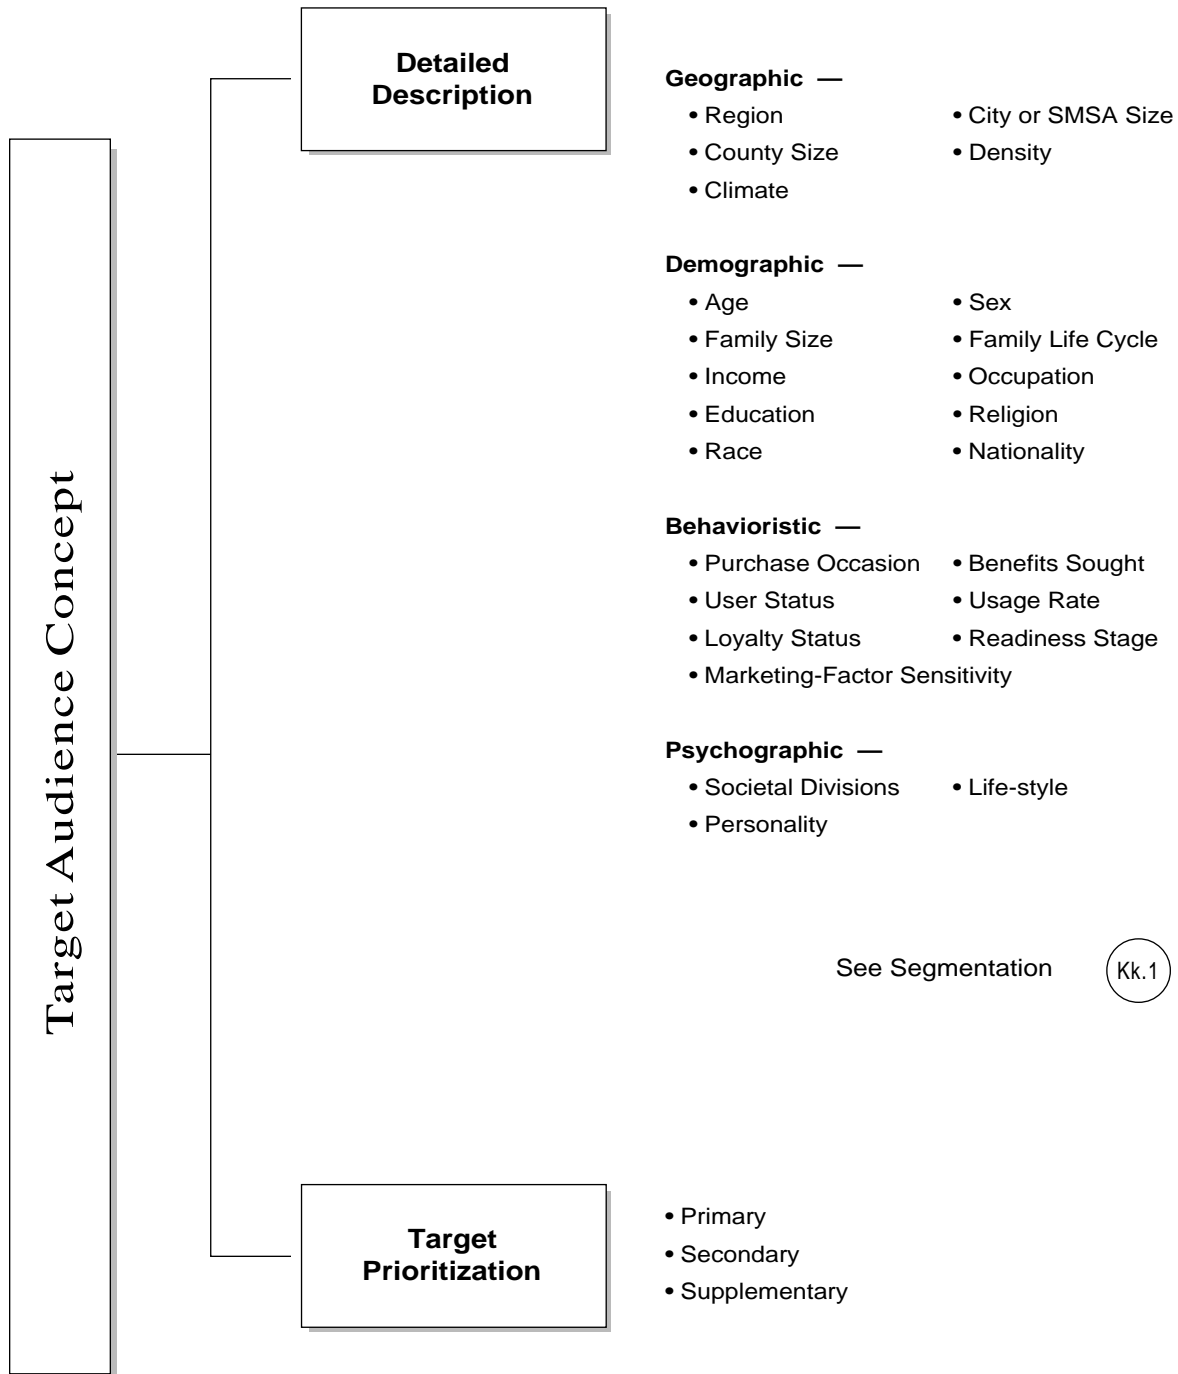 Target Audience Concept
Detailed
Description
Geographic —
• Region
• City or SMSA Size
• County Size
• Density
• Climate
Demographic —
• Age
• Sex
• Family Size
• Family Life Cycle
• Income
• Occupation
• Education
• Religion
• Race
• Nationality
Behavioristic —
• Purchase Occasion
• Benefits Sought
• User Status
• Usage Rate
• Loyalty Status
• Readiness Stage
• Marketing-Factor Sensitivity
Psychographic —
• Societal Divisions
• Life-style
• Personality
See Segmentation
Kk.1
Target
Prioritization
• Primary
• Secondary
• Supplementary